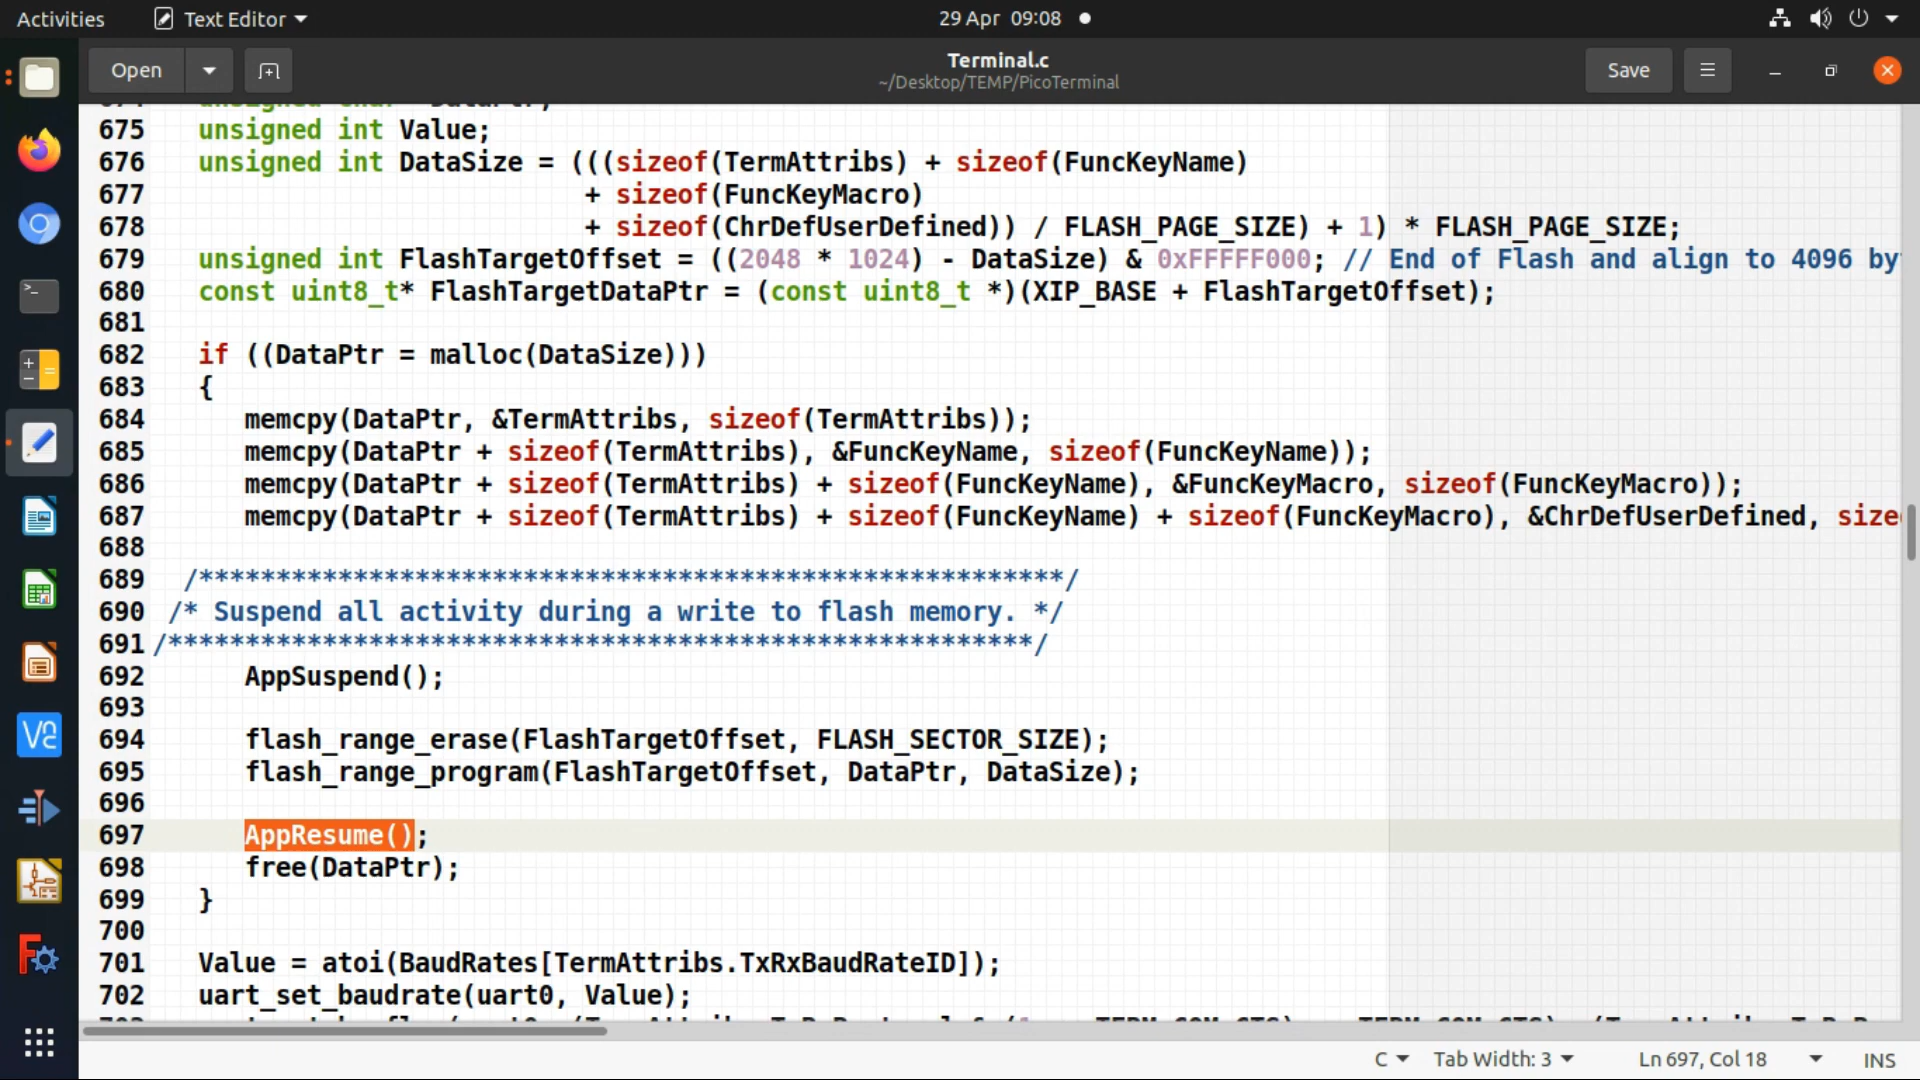 Activities
Text Editor
29 Apr 09:08
Open
Terminal.c
~/Desktop/TEMP/PicoTerminal
Save
675 unsigned int Value;
676 unsigned int DataSize = (((sizeof(TermAttribs) + sizeof(FuncKeyName)
677 + sizeof(FuncKeyMacro)
678 + sizeof(ChrDefUserDefined)) / FLASH_PAGE_SIZE) + 1) * FLASH_PAGE_SIZE;
679 unsigned int FlashTargetOffset = ((2048 * 1024) - DataSize) & 0xFFFFF000; // End of Flash and align to 4096 by
680 const uint8_t* FlashTargetDataPtr = (const uint8_t *)(XIP_BASE + FlashTargetOffset);
681
682 if ((DataPtr = malloc(DataSize)))
683 {
684 memcpy(DataPtr, &TermAttribs, sizeof(TermAttribs));
685 memcpy(DataPtr + sizeof(TermAttribs), &FuncKeyName, sizeof(FuncKeyName));
686 memcpy(DataPtr + sizeof(TermAttribs) + sizeof(FuncKeyName), &FuncKeyMacro, sizeof(FuncKeyMacro));
687 memcpy(DataPtr + sizeof(TermAttribs) + sizeof(FuncKeyName) + sizeof(FuncKeyMacro), &ChrDefUserDefined, size
688
689 /********************************************************/
690 /* Suspend all activity during a write to flash memory. */
691 /********************************************************/
692 AppSuspend();
693
694 flash_range_erase(FlashTargetOffset, FLASH_SECTOR_SIZE);
695 flash_range_program(FlashTargetOffset, DataPtr, DataSize);
696
697 AppResume();
698 free(DataPtr);
699 }
700
701 Value = atoi(BaudRates[TermAttribs.TxRxBaudRateID]);
702 uart_set_baudrate(uart0, Value);
C
Tab Width: 3
Ln 697, Col 18
INS